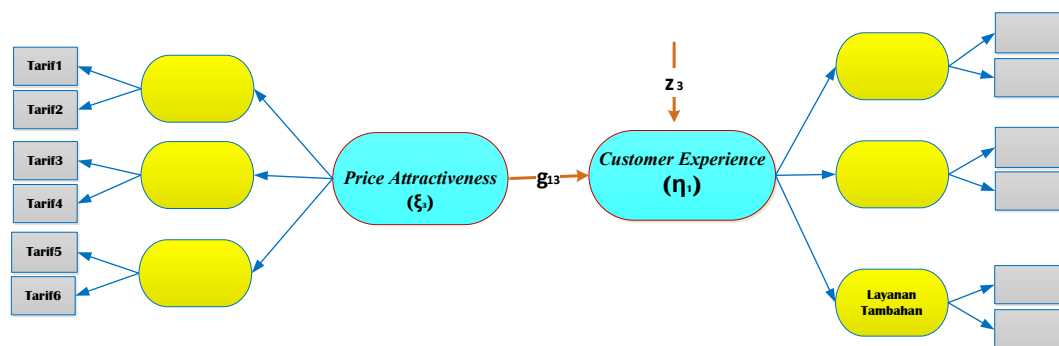 Tarif1
Tarif2
Tarif3
Tarif4
Tarif5
Tarif6
Price Attractiveness
(ξ₃)
g₁₃
z ₃
Customer Experience
(η₁)
Layanan
Tambahan